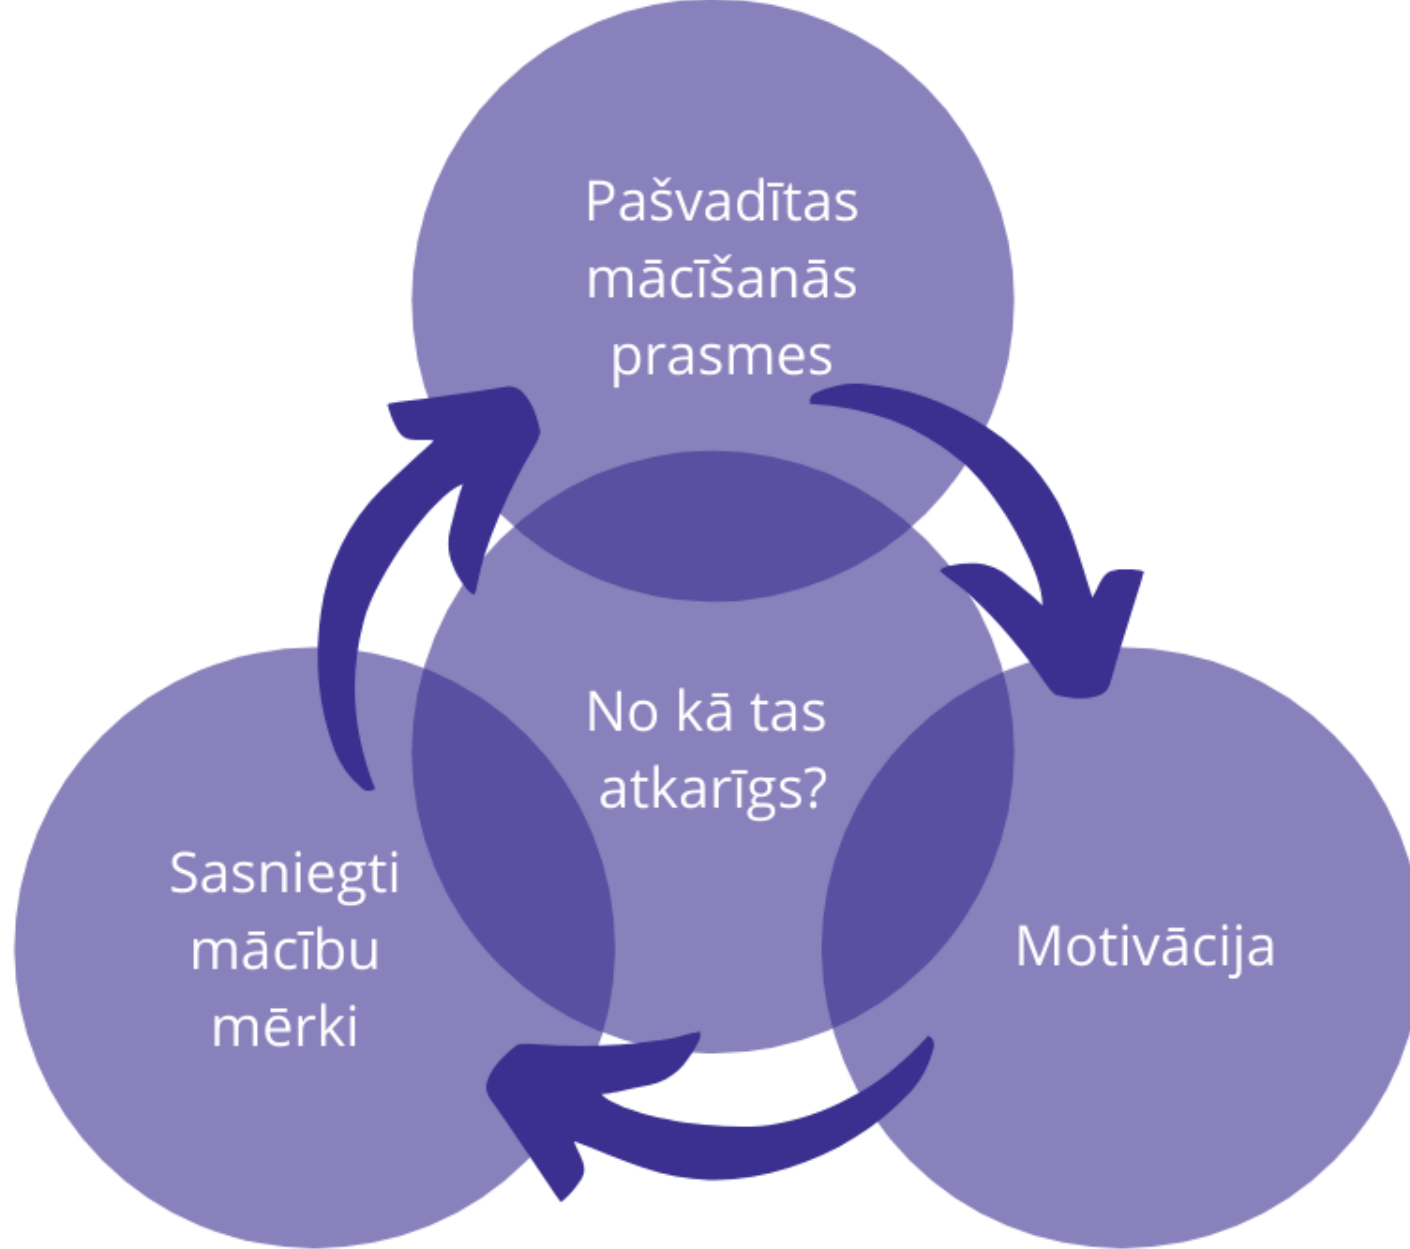 Pašvadītas
mācīšanās
prasmes
No kā tas
atkarīgs?
Sasniegti
mācību
mērki
Motivācija